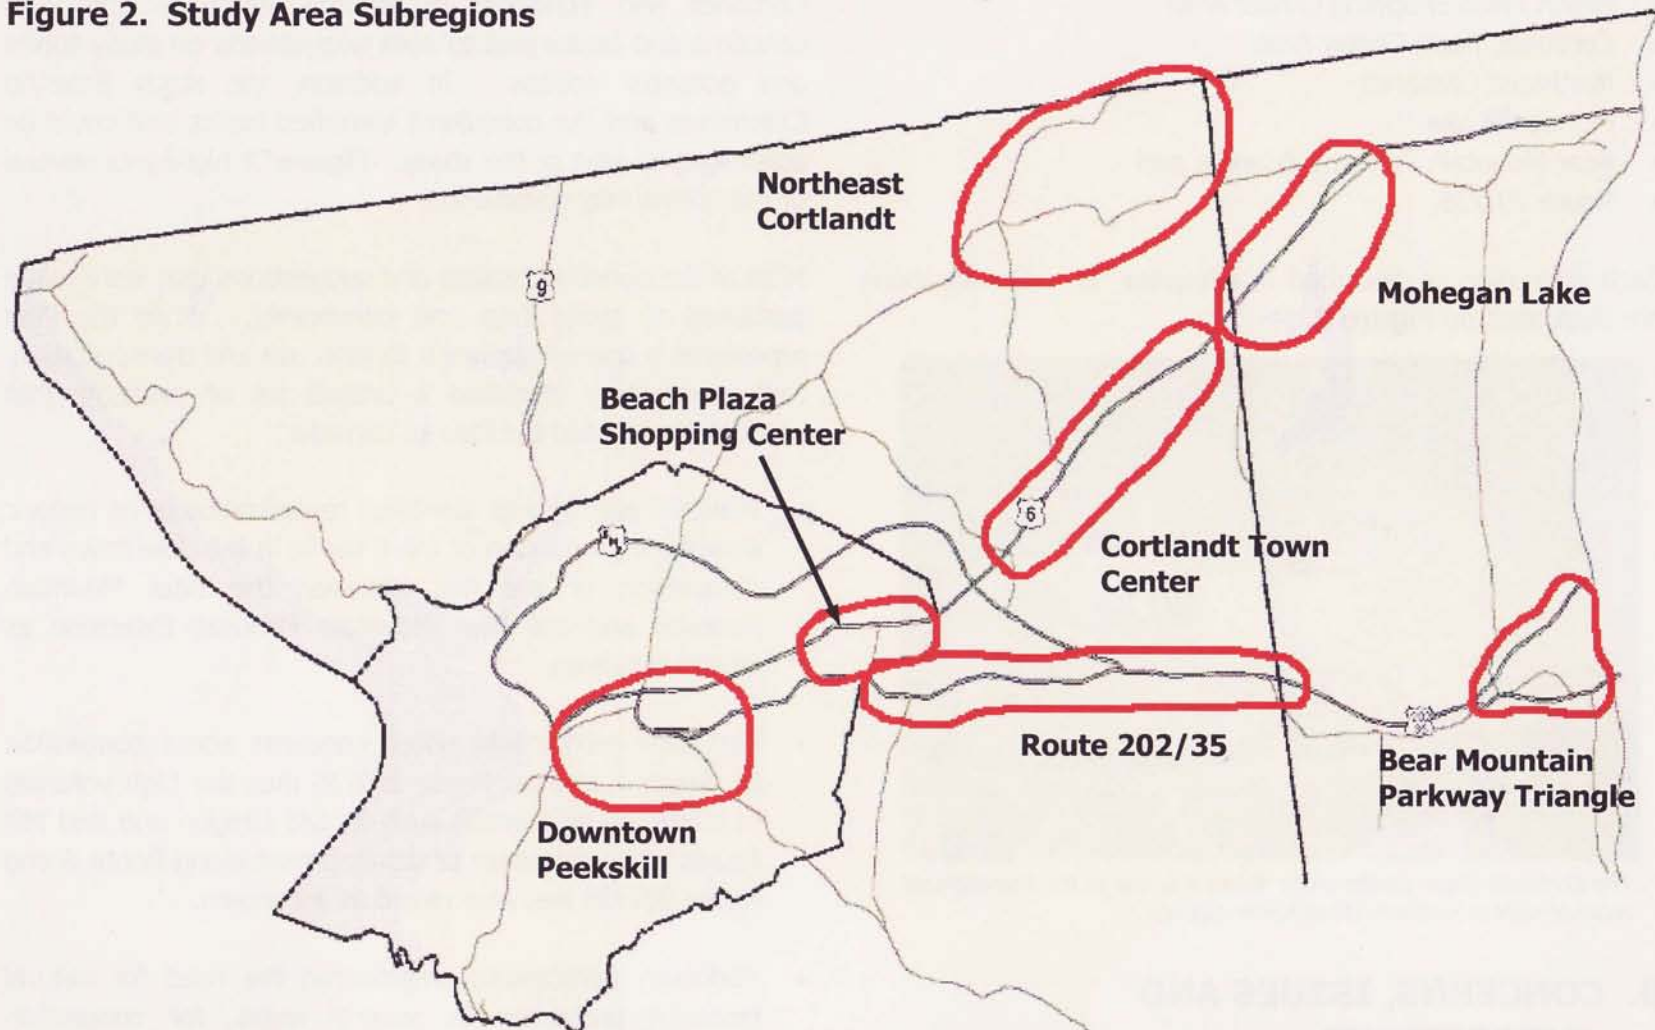 Figure 2. Study Area Subregions
Northeast
Cortlandt
9
Mohegan Lake
Beach Plaza
Shopping Center
6
Cortlandt Town
Center
Route 202/35
Bear Mountain
Parkway Triangle
Downtown
Peekskill